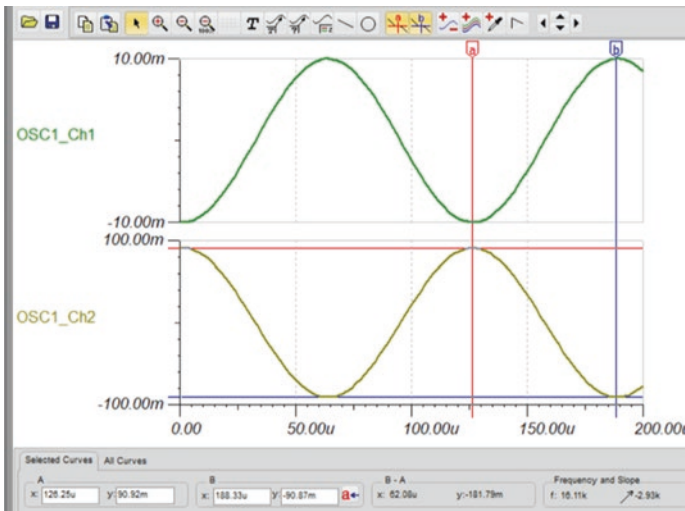 T
100%
a
b
10.00m
OSC1_Ch1
-10.00m
100.00m
OSC1_Ch2
-100.00m
0.00 50.00u 100.00u 150.00u 200.00u
Selected Curves All Curves
A B B - A Frequency and Slope
x: 126.25u y: 90.92m x: 188.33u y: -90.87m a x: 62.08u y:-181.79m f: 16.11k -2.93k